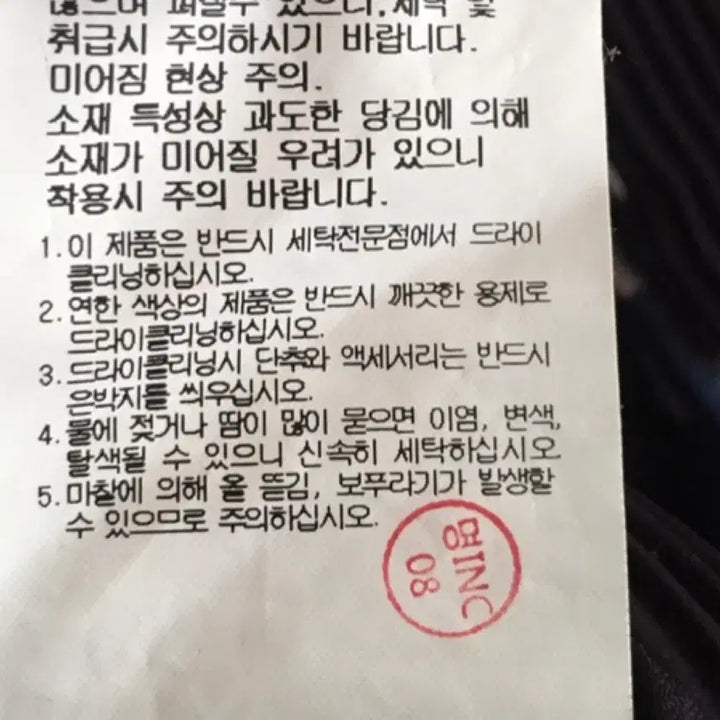 있으니, 세탁 및
취급시 주의하시기 바랍니다.
미어짐 현상 주의.
소재 특성상 과도한 당김에 의해
소재가 미어질 우려가 있으니
착용시 주의 바랍니다.
1. 이 제품은 반드시 세탁전문점에서 드라이
클리닝하십시오.
2. 연한 색상의 제품은 반드시 깨끗한 용제로
드라이클리닝하십시오.
3. 드라이클리닝시 단추와 액세서리는 반드시
은박지를 씌우십시오.
4. 물에 젖거나 땀이 많이 묻으면 이염, 변색,
탈색될 수 있으니 신속히 세탁하십시오
5. 마찰에 의해 올 뜯김, 보푸라기가 발생할
수 있으므로 주의하십시오.
명INC
08